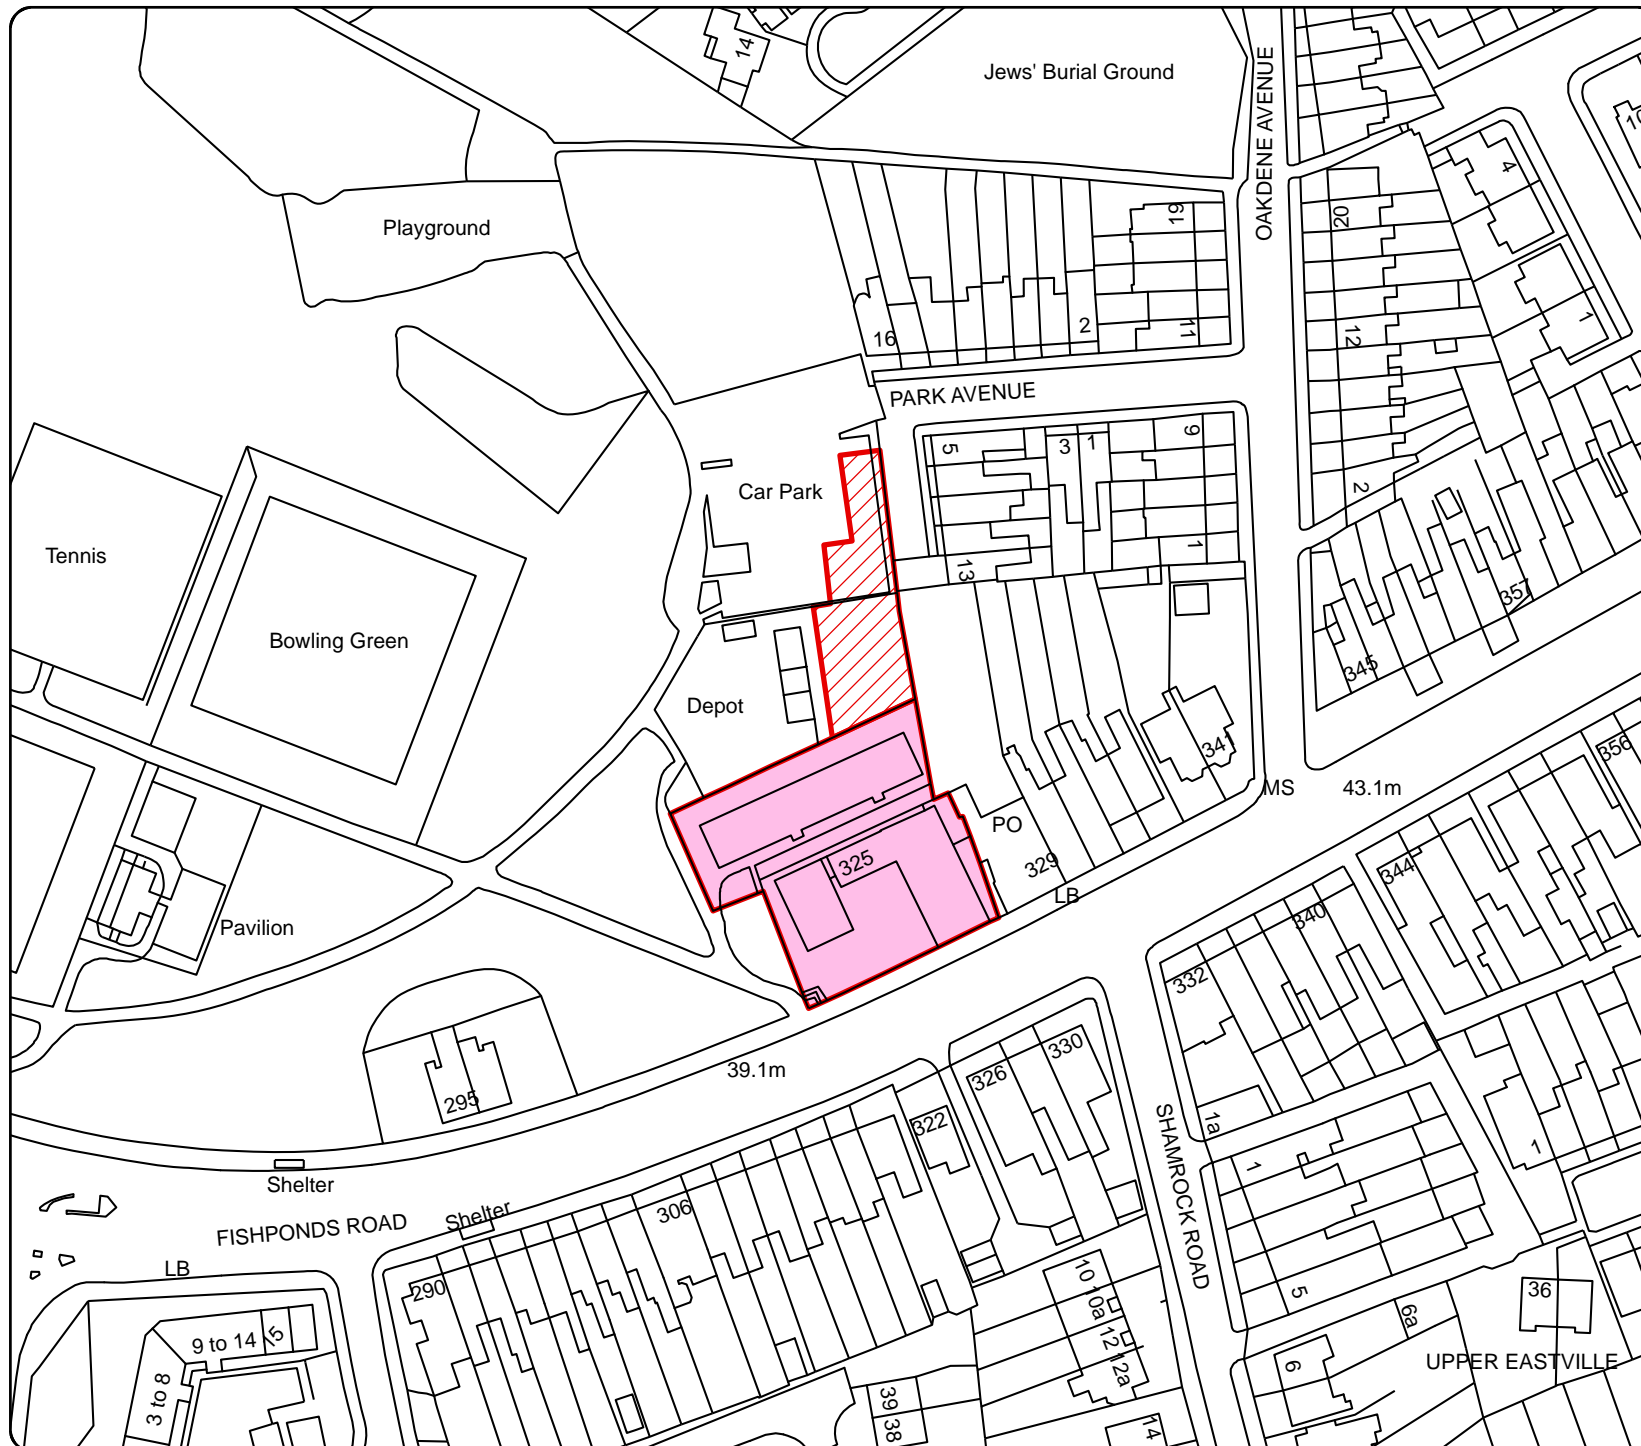 14
Jews' Burial Ground
OAKDENE AVENUE
10
4
Playground
19
20
16
2
11
12
1
PARK AVENUE
5
3
1
9
Car Park
2
Tennis
13
1
357
Bowling Green
345
Depot
341
356
MS
43.1m
PO
325
329
344
LB
340
Pavilion
332
39.1m
330
326
295
322
1a
SHAMROCK ROAD
1
1
Shelter
306
Shelter
FISHPONDS ROAD
LB
290
10
10a
5
36
6a
9 to 14
15
12
12a
6
UPPER EASTVILLE
3 to 8
39
38
14